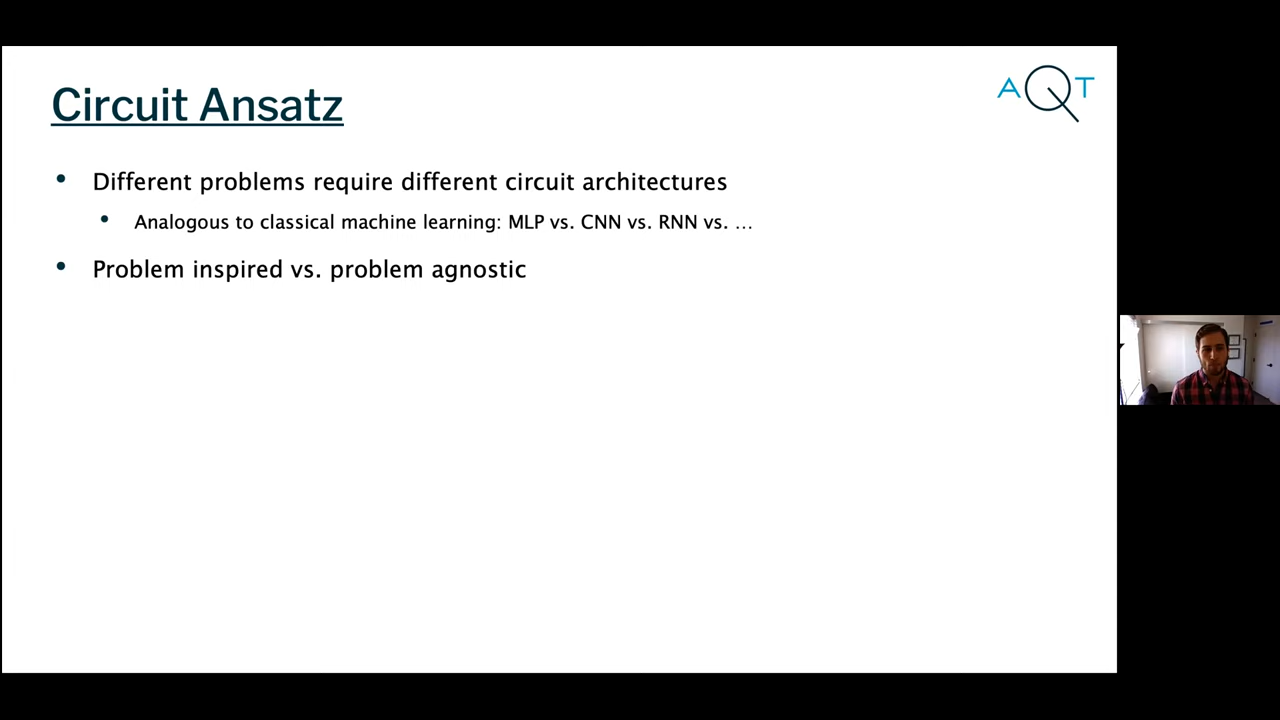 Circuit Ansatz
AQT
• Different problems require different circuit architectures
• Analogous to classical machine learning: MLP vs. CNN vs. RNN vs. …
• Problem inspired vs. problem agnostic